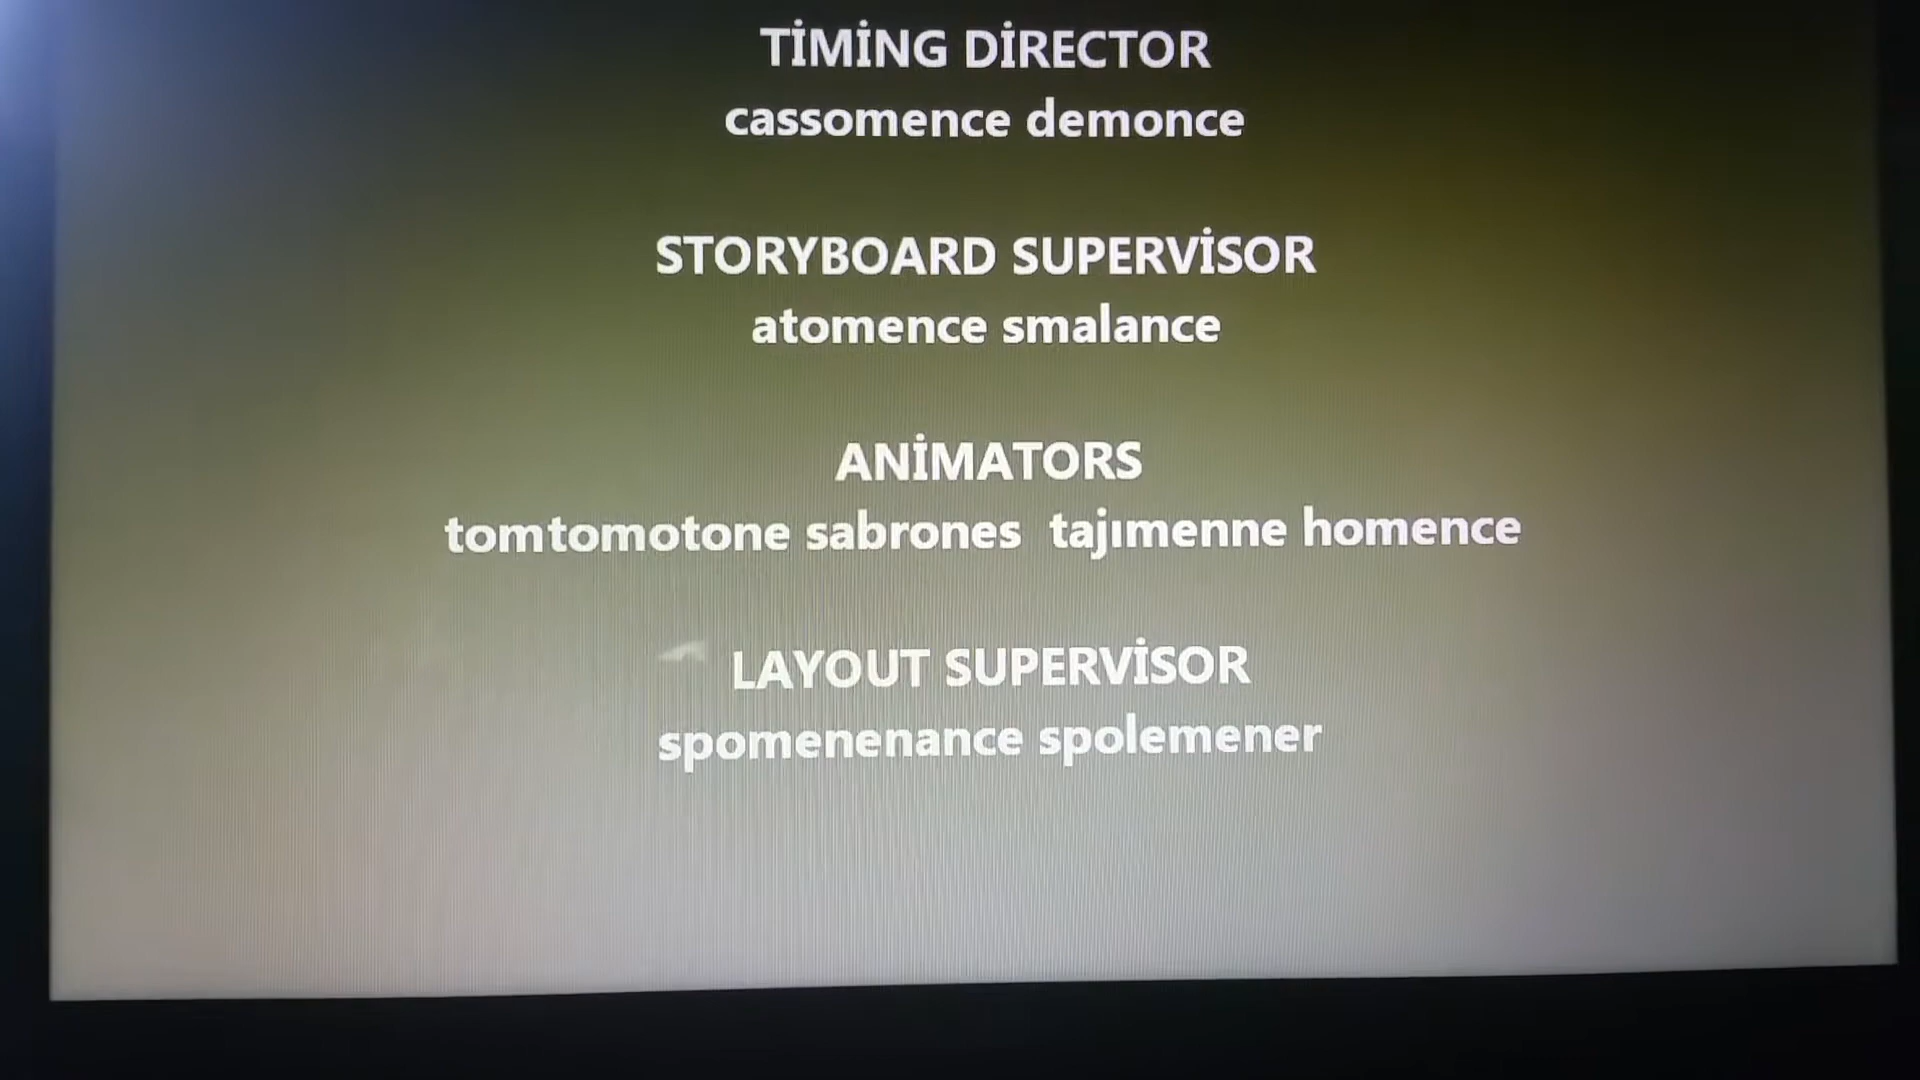 TİMİNG DİRECTOR
cassomence demonce
STORYBOARD SUPERVİSOR
atomence smalance
ANİMATORS
tomtomotone sabrones tajımenne homence
LAYOUT SUPERVİSOR
spomenenance spolemener